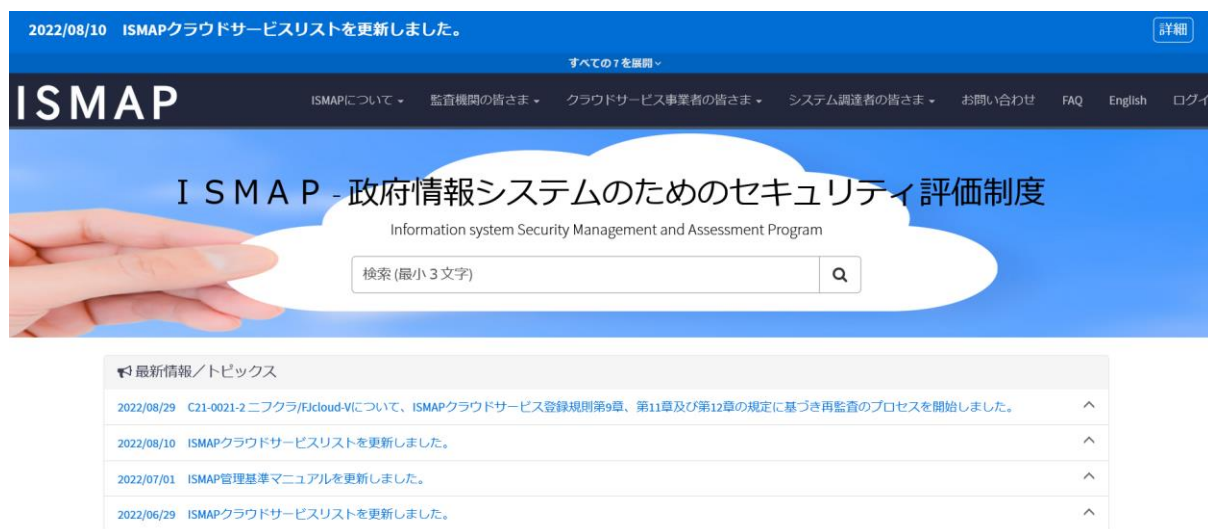 2022/08/10 ISMAPクラウドサービスリストを更新しました。 詳細
すべての 7 を展開
ISMAP ISMAPについて 監査機関の皆さま クラウドサービス事業者の皆さま システム調達者の皆さま お問い合わせ FAQ English ログイ
ＩＳＭＡＰ - 政府情報システムのためのセキュリティ評価制度
Information system Security Management and Assessment Program
検索 (最小 3 文字)
最新情報／トピックス
2022/08/29 C21-0021-2 ニフクラ/FJcloud-Vについて、ISMAPクラウドサービス登録規則第9章、第11章及び第12章の規定に基づき再監査のプロセスを開始しました。
2022/08/10 ISMAPクラウドサービスリストを更新しました。
2022/07/01 ISMAP管理基準マニュアルを更新しました。
2022/06/29 ISMAPクラウドサービスリストを更新しました。